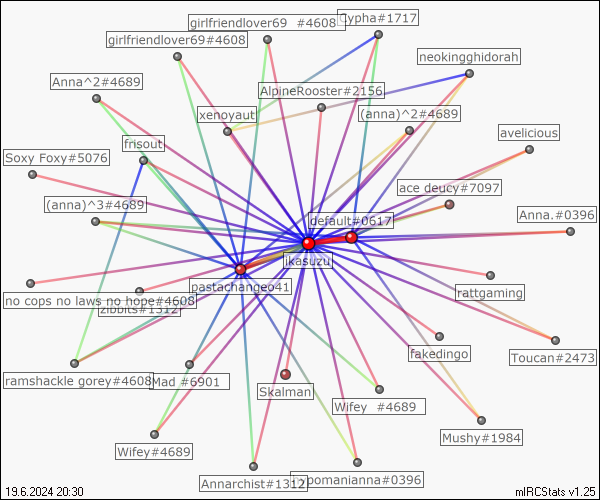 girlfriendlover69 #4608
Cypha#1717
girlfriendlover69#4608
neokingghidorah
Anna^2#4689
AlpineRooster#2156
xenoyaut
(anna)^2#4689
avelicious
frisout
Soxy Foxy#5076
ace deucy#7097
(anna)^3#4689
default#0617
Anna.#0396
jikasuzu
pastachangeo41
rattgaming
no cops no laws no hope#4608
zibbits#1312
fakedingo
Toucan#2473
ramshackle gorey#4608
Mad #6901
Skalman
Wifey #4689
Mushy#1984
Wifey#4689
Annarchist#1312
#0396
19.6.2024 20:30
mIRCStats v1.25